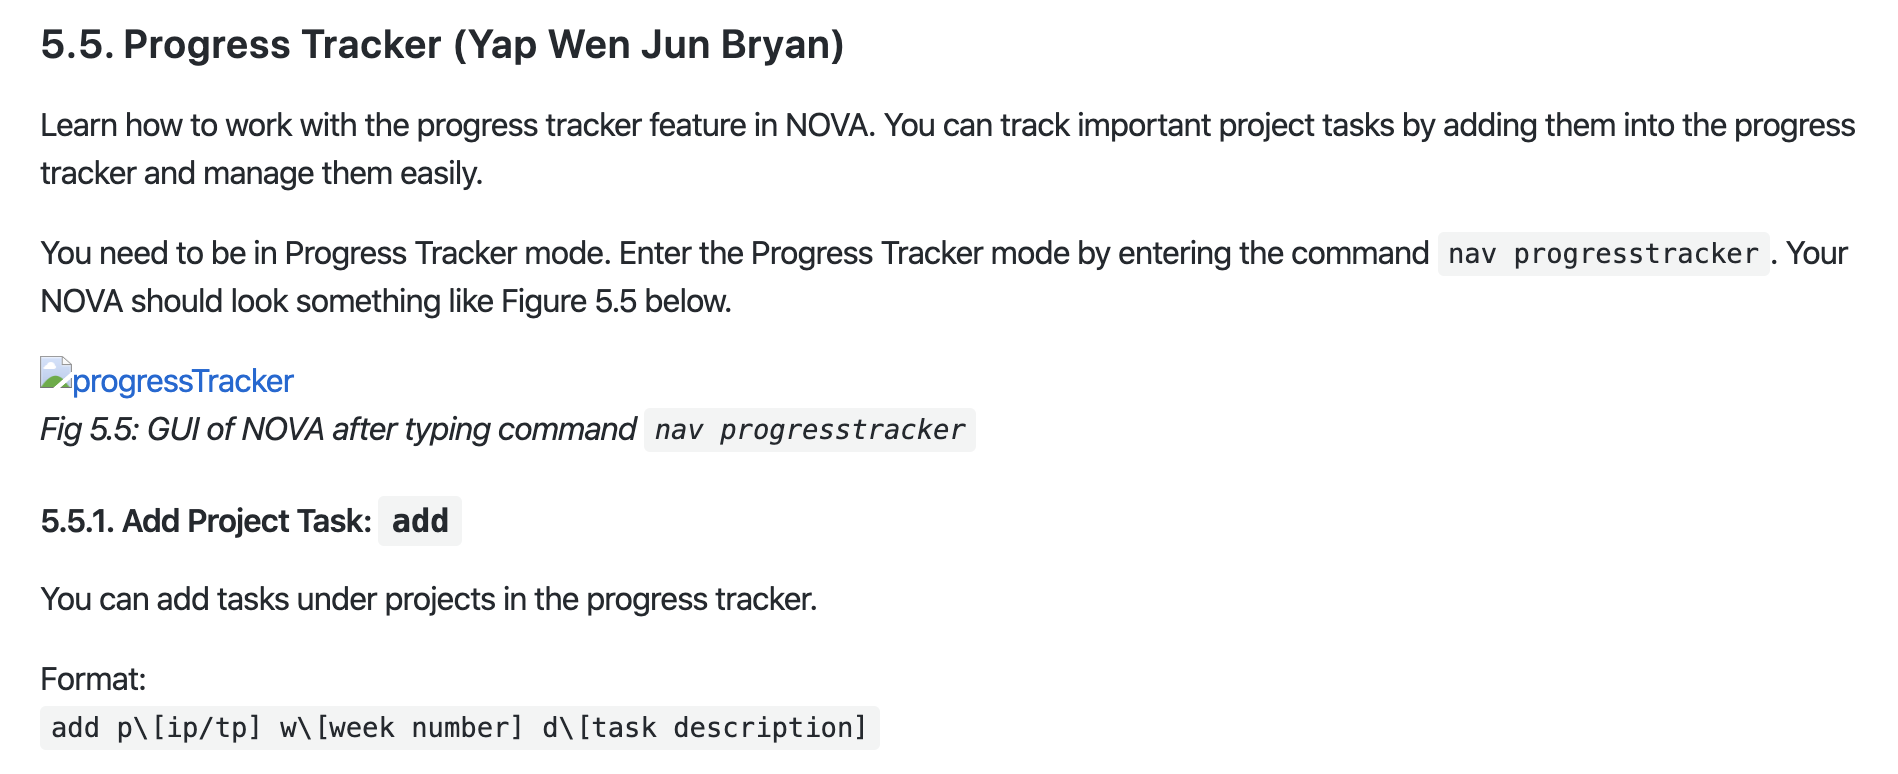 5.5. Progress Tracker (Yap Wen Jun Bryan)
Learn how to work with the progress tracker feature in NOVA. You can track important project tasks by adding them into the progress
tracker and manage them easily.
You need to be in Progress Tracker mode. Enter the Progress Tracker mode by entering the command nav progresstracker. Your
NOVA should look something like Figure 5.5 below.
progressTracker
Fig 5.5: GUI of NOVA after typing command nav progresstracker
5.5.1. Add Project Task: add
You can add tasks under projects in the progress tracker.
Format:
add p\[ip/tp] w\[week number] d\[task description]